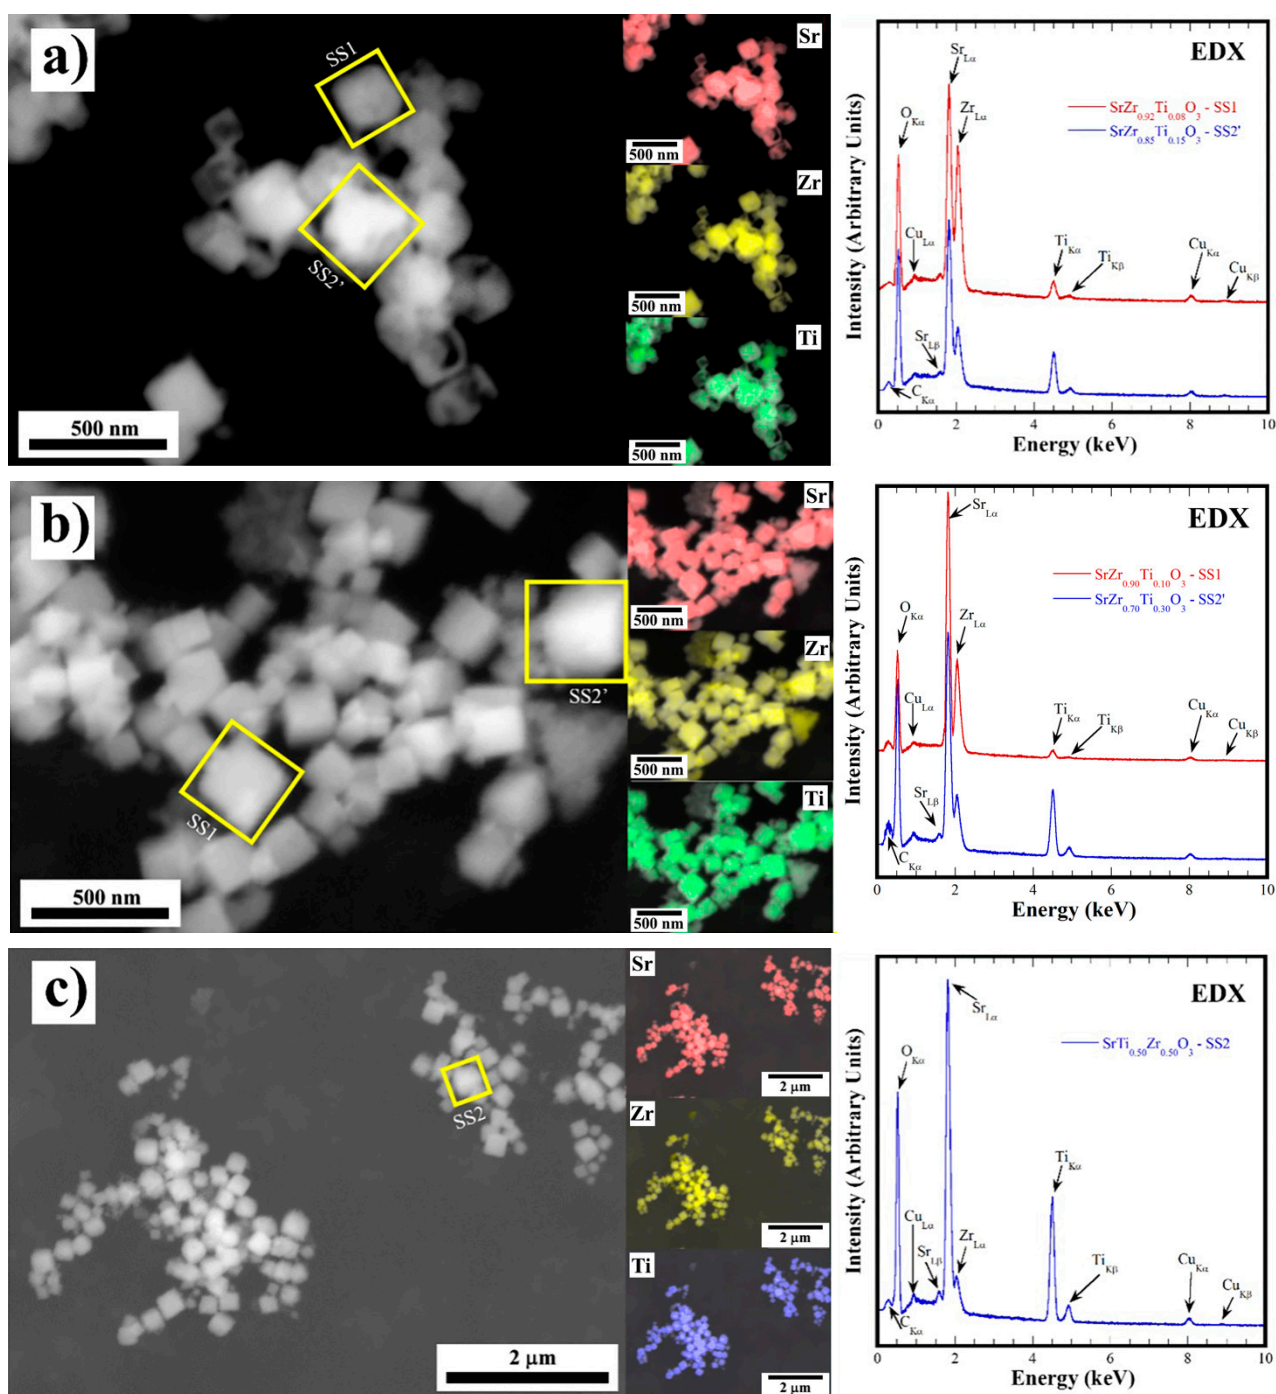 a)
SS1
SS2’
500 nm
Sr
500 nm
Zr
500 nm
Ti
500 nm
EDX
SrZr0.92Ti0.08O3 - SS1
SrZr0.85Ti0.15O3 - SS2'
SrLα
OKα
ZrLα
CuLα
TiKα
TiKβ
CuKα
CuKβ
SrLβ
CKα
Intensity (Arbitrary Units)
0 2 4 6 8 10
Energy (keV)
b)
SS2’
SS1
500 nm
Sr
500 nm
Zr
500 nm
Ti
500 nm
EDX
SrLα
SrZr0.90Ti0.10O3 - SS1
SrZr0.70Ti0.30O3 - SS2'
OKα
ZrLα
CuLα
TiKα
TiKβ
CuKα
CuKβ
SrLβ
CKα
Intensity (Arbitrary Units)
0 2 4 6 8 10
Energy (keV)
c)
SS2
2 μm
Sr
2 μm
Zr
2 μm
Ti
2 μm
EDX
SrLα
SrTi0.50Zr0.50O3 - SS2
OKα
TiKα
CuLα
SrLβ
ZrLα
TiKβ
CuKα
CuKβ
CKα
Intensity (Arbitrary Units)
0 2 4 6 8 10
Energy (keV)